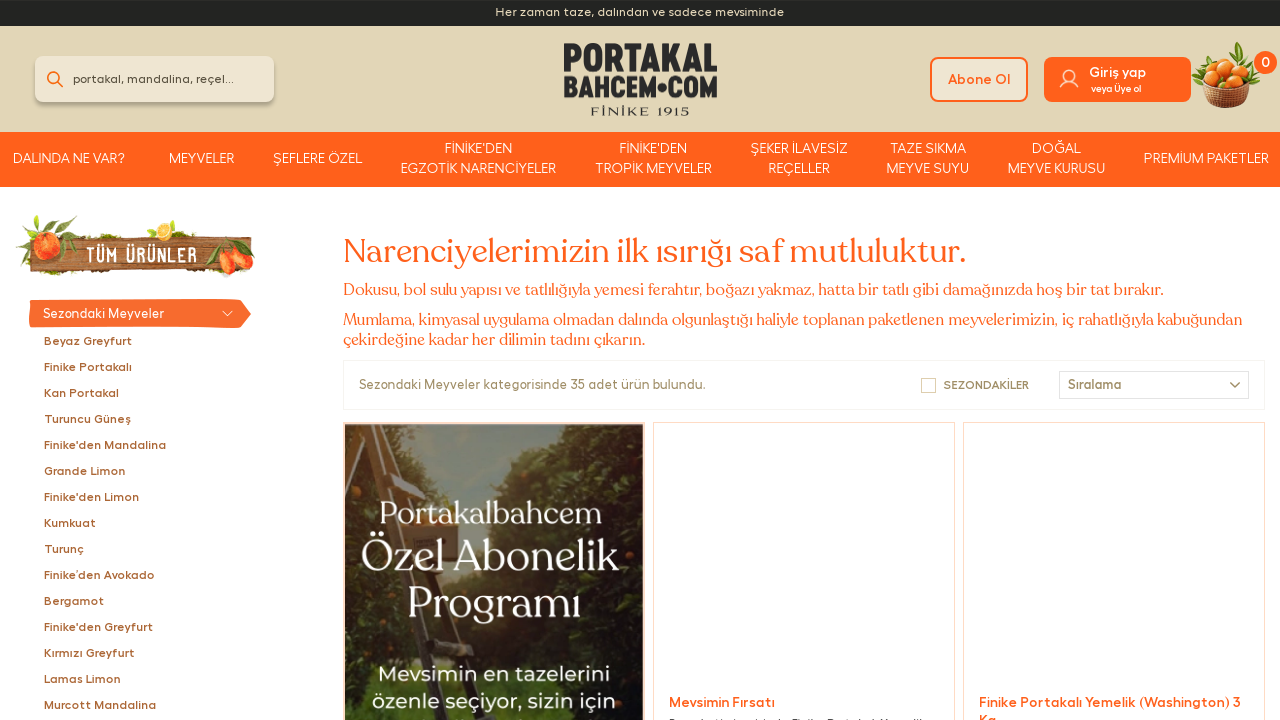 Her zaman taze, dalından ve sadece mevsiminde
portakal, mandalina, reçel...
PORTAKAL
BAHCEM•COM
FİNİKE 1915
Abone Ol
Giriş yap
veya Üye ol
0
DALINDA NE VAR?
MEYVELER
ŞEFLERE ÖZEL
FİNİKE'DEN
EGZOTİK NARENCİYELER
FİNİKE'DEN
TROPİK MEYVELER
ŞEKER İLAVESİZ
REÇELLER
TAZE SIKMA
MEYVE SUYU
DOĞAL
MEYVE KURUSU
PREMİUM PAKETLER
TÜM ÜRÜNLER
Sezondaki Meyveler
Beyaz Greyfurt
Finike Portakalı
Kan Portakal
Turuncu Güneş
Finike'den Mandalina
Grande Limon
Finike'den Limon
Kumkuat
Turunç
Finike'den Avokado
Bergamot
Finike'den Greyfurt
Kırmızı Greyfurt
Lamas Limon
Murcott Mandalina
Narenciyelerimizin ilk ısırığı saf mutluluktur.
Dokusu, bol sulu yapısı ve tatlılığıyla yemesi ferahtır, boğazı yakmaz, hatta bir tatlı gibi damağınızda hoş bir tat bırakır.
Mumlama, kimyasal uygulama olmadan dalında olgunlaştığı haliyle toplanan paketlenen meyvelerimizin, iç rahatlığıyla kabuğundan
çekirdeğine kadar her dilimin tadını çıkarın.
Sezondaki Meyveler kategorisinde 35 adet ürün bulundu.
SEZONDAKİLER
Sıralama
Portakalbahcem
Özel Abonelik
Programı
Mevsimin en tazelerini
özenle seçiyor, sizin için
Mevsimin Fırsatı
Finike Portakalı Yemelik (Washington) 3